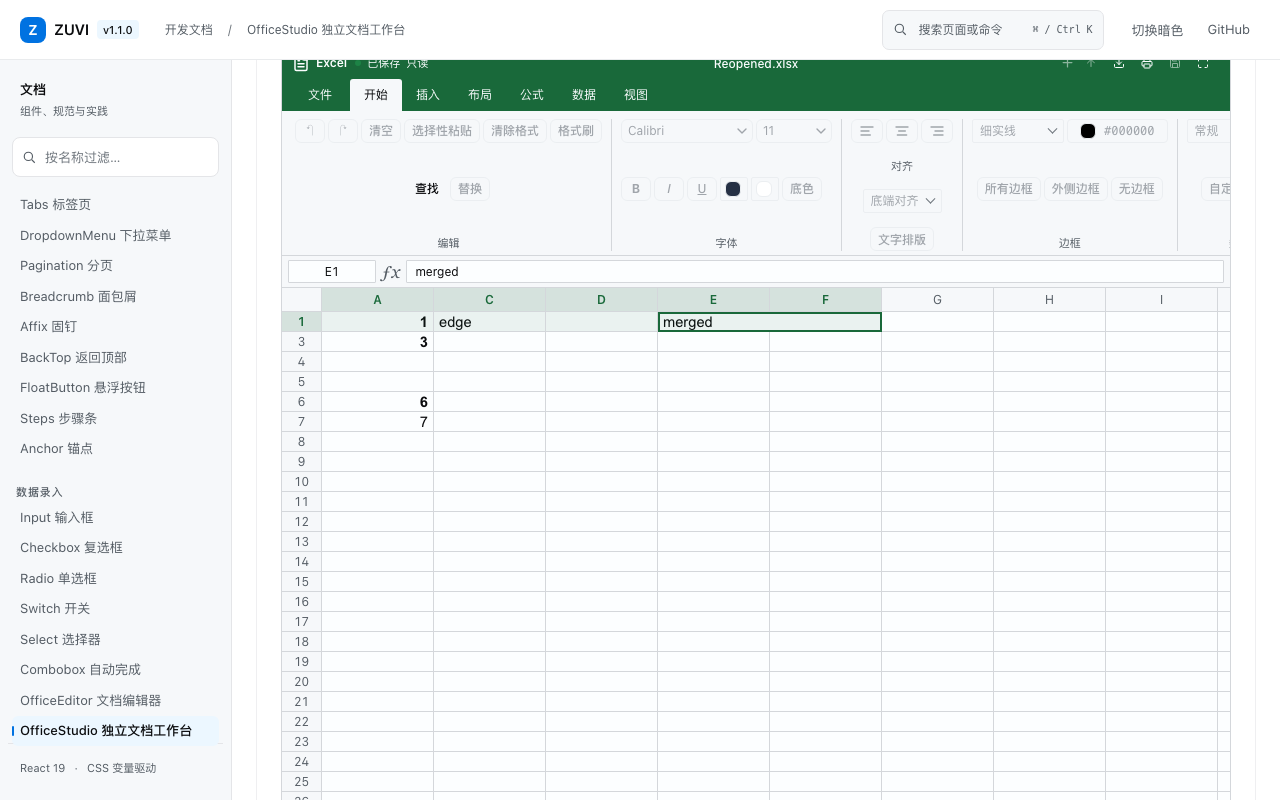 Z ZUVI v1.1.0 开发文档 / OfficeStudio 独立文档工作台 搜索页面或命令 ⌘ / Ctrl K 切换暗色 GitHub
文档
组件、规范与实践
按名称过滤...
Tabs 标签页
DropdownMenu 下拉菜单
Pagination 分页
Breadcrumb 面包屑
Affix 固钉
BackTop 返回顶部
FloatButton 悬浮按钮
Steps 步骤条
Anchor 锚点
数据录入
Input 输入框
Checkbox 复选框
Radio 单选框
Switch 开关
Select 选择器
Combobox 自动完成
OfficeEditor 文档编辑器
OfficeStudio 独立文档工作台
React 19 · CSS 变量驱动
Excel 已保存 只读 Reopened.xlsx
文件 开始 插入 布局 公式 数据 视图
清空 选择性粘贴 清除格式 格式刷 Calibri 11 细实线 #000000 常规
对齐
查找 替换 B I U 底色 所有边框 外侧边框 无边框
底端对齐
文字排版
编辑 字体 边框
E1 fx merged
A C D E F G H I
1 1 edge merged
3 3
4
5
6 6
7 7
8
9
10
11
12
13
14
15
16
17
18
19
20
21
22
23
24
25